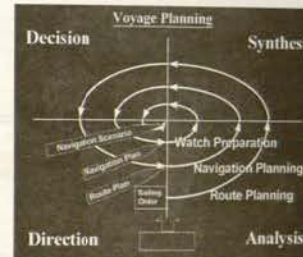 Voyage Planning
Decision
Synthes
Navigation Scenario
Watch Preparation
Navigation Plan
Navigation Planning
Route Plan
Sailing
Order
Route Planning
Direction
Analysis